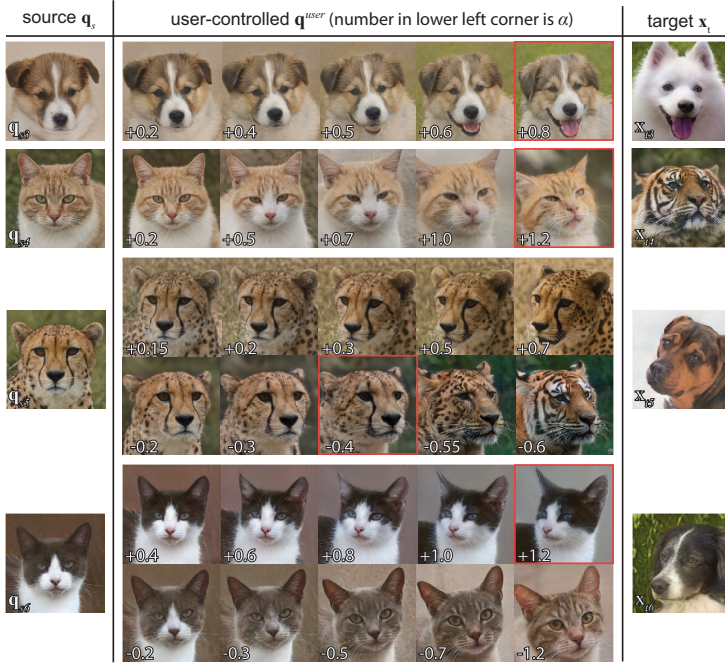 source q_s
user-controlled q^user (number in lower left corner is α)
target x_t
q_s3
+0.2
+0.4
+0.5
+0.6
+0.8
x_t3
q_s4
+0.2
+0.5
+0.7
+1.0
+1.2
x_t4
+0.15
+0.2
+0.3
+0.5
+0.7
q_s5
x_t5
-0.2
-0.3
-0.4
-0.55
-0.6
+0.4
+0.6
+0.8
+1.0
+1.2
q_s6
x_t6
-0.2
-0.3
-0.5
-0.7
-1.2